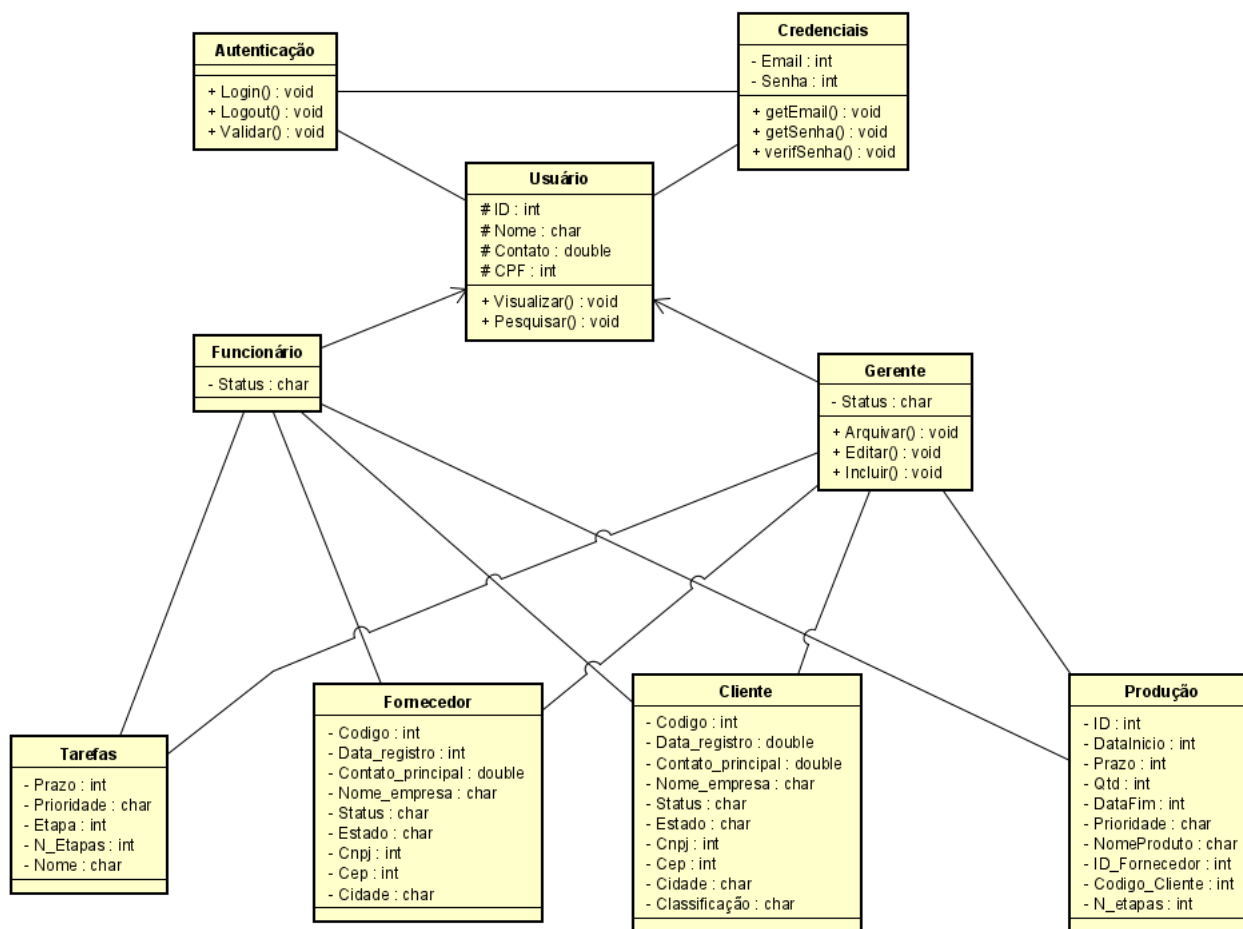 Autenticação
+ Login() : void
+ Logout() : void
+ Validar() : void
Credenciais
- Email : int
- Senha : int
+ getEmail() : void
+ getSenha() : void
+ verifSenha() : void
Usuário
# ID : int
# Nome : char
# Contato : double
# CPF : int
+ Visualizar() : void
+ Pesquisar() : void
Funcionário
- Status : char
Gerente
- Status : char
+ Arquivar() : void
+ Editar() : void
+ Incluir() : void
Tarefas
- Prazo : int
- Prioridade : char
- Etapa : int
- N_Etapas : int
- Nome : char
Fornecedor
- Codigo : int
- Data_registro : int
- Contato_principal : double
- Nome_empresa : char
- Status : char
- Estado : char
- Cnpj : int
- Cep : int
- Cidade : char
Cliente
- Codigo : int
- Data_registro : double
- Contato_principal : double
- Nome_empresa : char
- Status : char
- Estado : char
- Cnpj : int
- Cep : int
- Cidade : char
- Classificação : char
Produção
- ID : int
- DataInicio : int
- Prazo : int
- Qtd : int
- DataFim : int
- Prioridade : char
- NomeProduto : char
- ID_Fornecedor : int
- Codigo_Cliente : int
- N_etapas : int